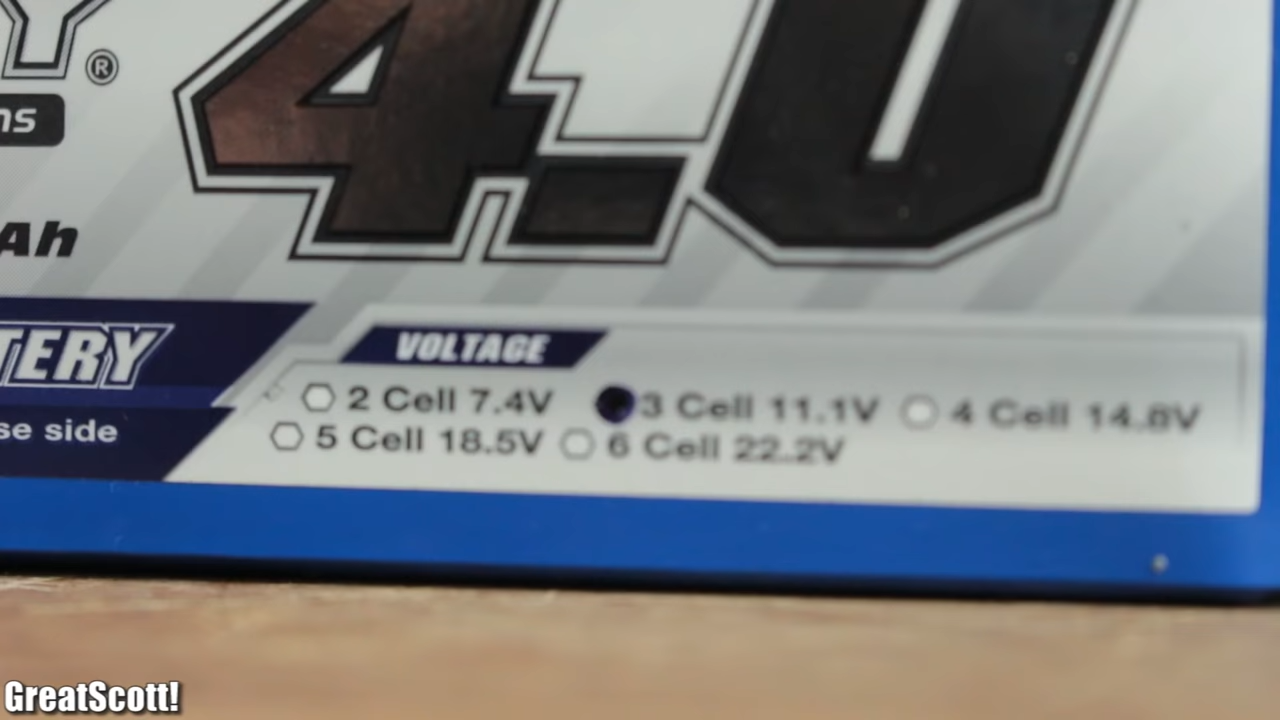 Y®
ns
4.0
Ah
TERY
se side
VOLTAGE
2 Cell 7.4V 3 Cell 11.1V 4 Cell 14.8V
5 Cell 18.5V 6 Cell 22.2V
GreatScott!